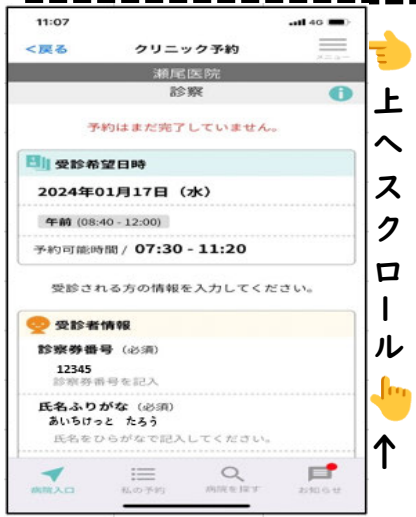 11:07
4G
<戻る
クリニック予約
メニュー
瀬尾医院
診察
i
予約はまだ完了していません。
受診希望日時
2024年01月17日（水）
午前 (08:40 - 12:00)
予約可能時間 / 07:30 - 11:20
受診される方の情報を入力してください。
受診者情報
診察券番号（必須）
12345
診察券番号を記入
氏名ふりがな（必須）
あいちけっと たろう
氏名をひらがなで記入してください。
病院入口
私の予約
病院を探す
お知らせ
上へスクロール
↑